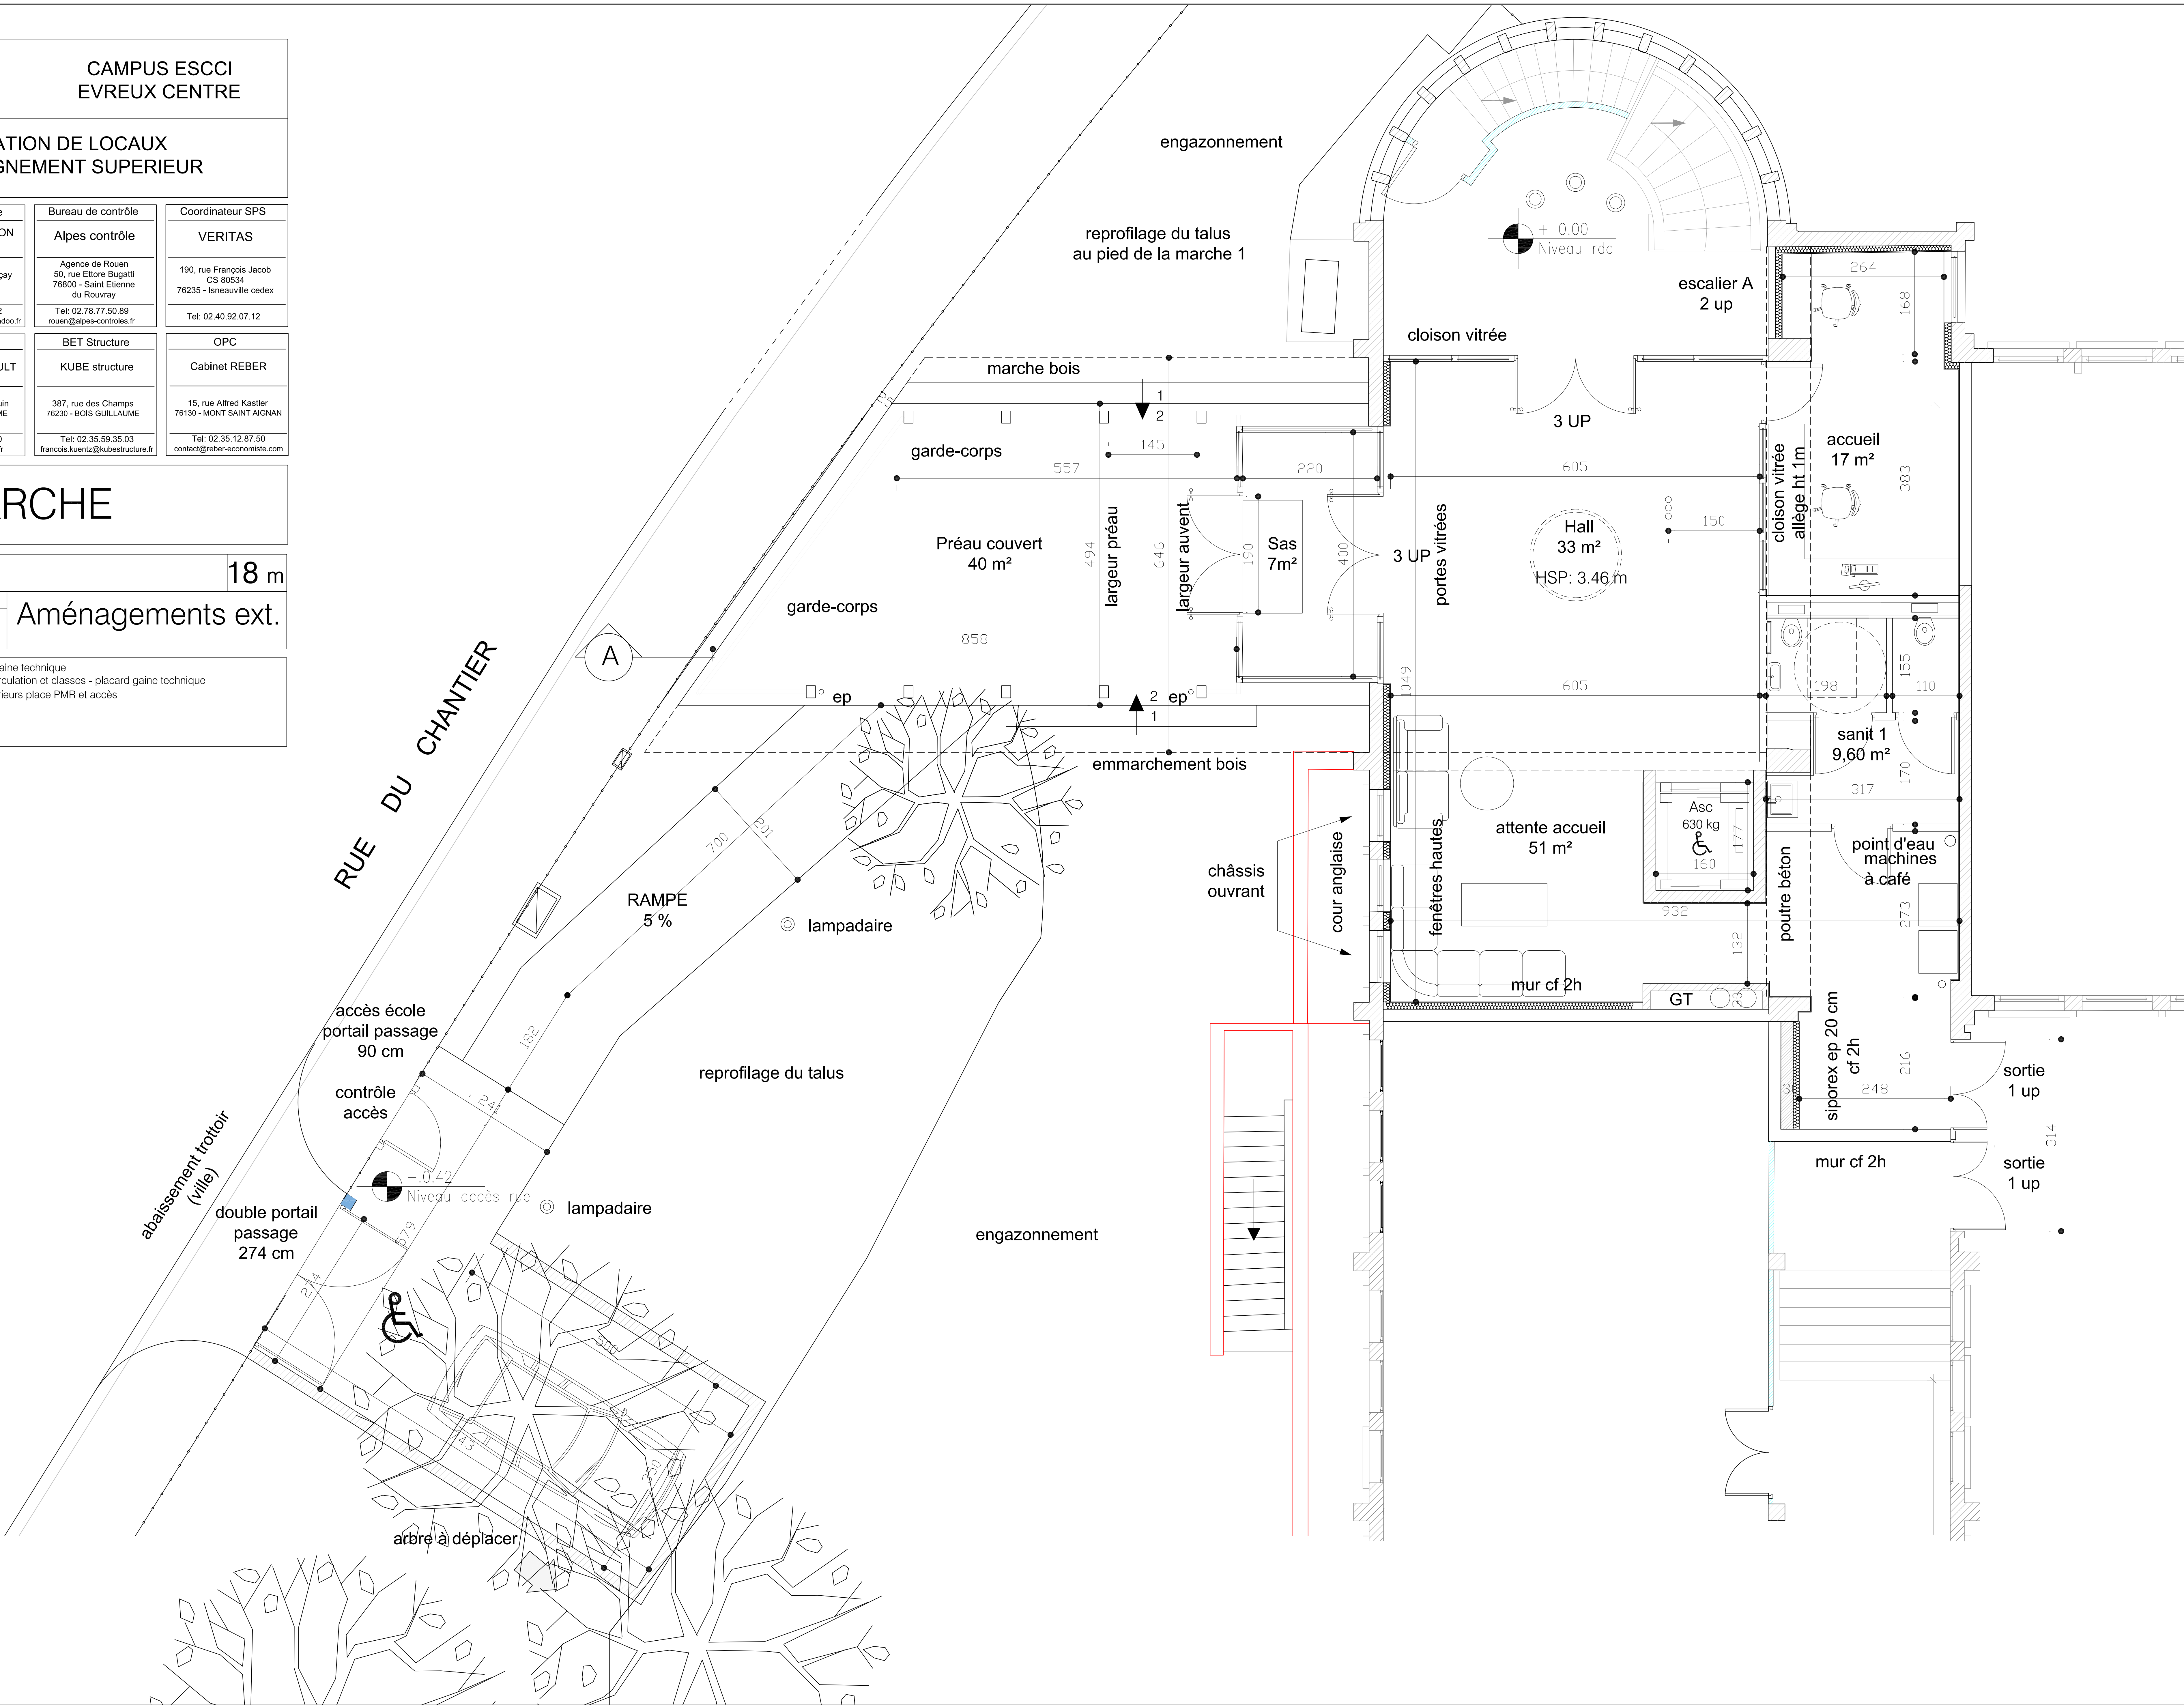 CAMPUS ESCCI
EVREUX CENTRE
ATION DE LOCAUX
GNEMENT SUPERIEUR
Bureau de contrôle
Alpes contrôle
Agence de Rouen
50, rue Ettore Bugatti
76800 - Saint Etienne
du Rouvray
Tel: 02.78.77.50.89
rouen@alpes-controles.fr
Coordinateur SPS
VERITAS
190, rue François Jacob
CS 80534
76235 - Isneauville cedex
Tel: 02.40.92.07.12
BET Structure
KUBE structure
387, rue des Champs
76230 - BOIS GUILLAUME
Tel: 02.35.59.35.03
francois.kuentz@kubestructure.fr
OPC
Cabinet REBER
15, rue Alfred Kastler
76130 - MONT SAINT AIGNAN
Tel: 02.35.12.87.50
contact@reber-economiste.com
RCHE
18 m
Aménagements ext.
aine technique
rculation et classes - placard gaine technique
rieurs place PMR et accès
engazonnement
reprofilage du talus
au pied de la marche 1
+ 0.00
Niveau rdc
escalier A
2 up
cloison vitrée
marche bois
1
2
3 UP
264
168
accueil
17 m²
383
cloison vitrée
allège ht 1m
garde-corps
145
557
220
605
150
Préau couvert
40 m²
494
largeur préau
646
largeur auvent
190
Sas
7m²
400
3 UP
portes vitrées
Hall
33 m²
HSP: 3.46 m
garde-corps
858
A
1049
605
155
198
110
ep
2
1
ep
sanit 1
9,60 m²
170
317
emmarchement bois
RUE DU CHANTIER
700
201
RAMPE
5 %
lampadaire
châssis
ouvrant
cour anglaise
fenêtres hautes
attente accueil
51 m²
Asc
630 kg
177
160
poutre béton
point d'eau
machines
à café
273
932
132
mur cf 2h
GT
30
siporex ep 20 cm
cf 2h
216
248
sortie
1 up
314
mur cf 2h
sortie
1 up
accès école
portail passage
90 cm
182
contrôle
accès
241
reprofilage du talus
abaissement trottoir
(ville)
-.0.42
Niveau accès rue
lampadaire
double portail
passage
274 cm
579
274
engazonnement
500
743
350
arbre à déplacer